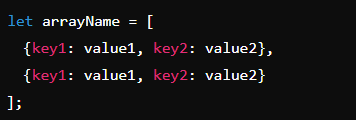 let arrayName = [
  {key1: value1, key2: value2},
  {key1: value1, key2: value2}
];